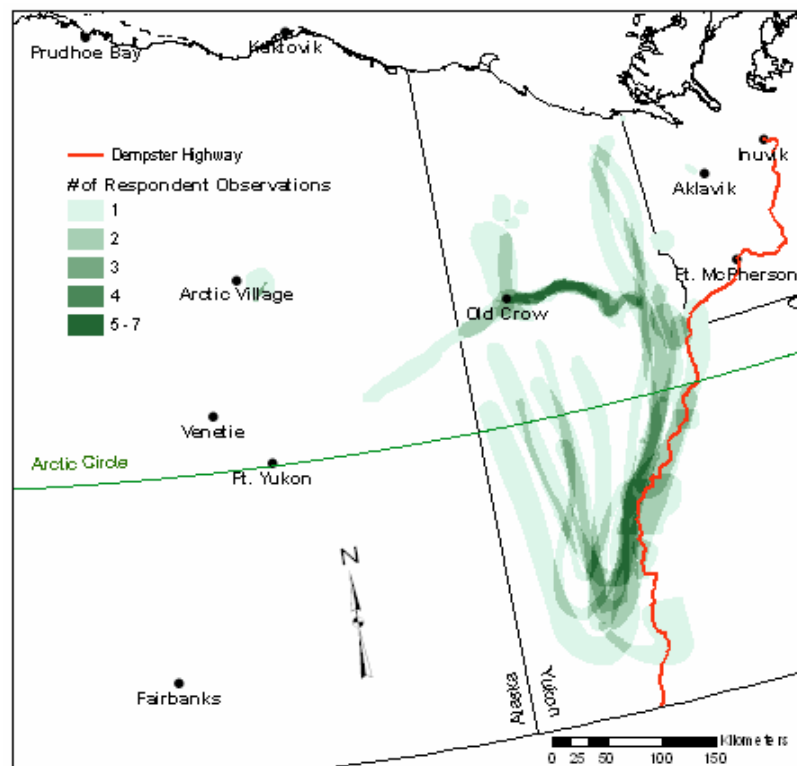 Prudhoe Bay
Kaktovik
Inuvik
Dempster Highway
# of Respondent Observations
1
2
3
4
5 - 7
Aklavik
Ft. McPherson
Arctic Village
Old Crow
Venetie
Arctic Circle
Ft. Yukon
N
Fairbanks
Alaska
Yukon
Kilometers
0 25 50 100 150